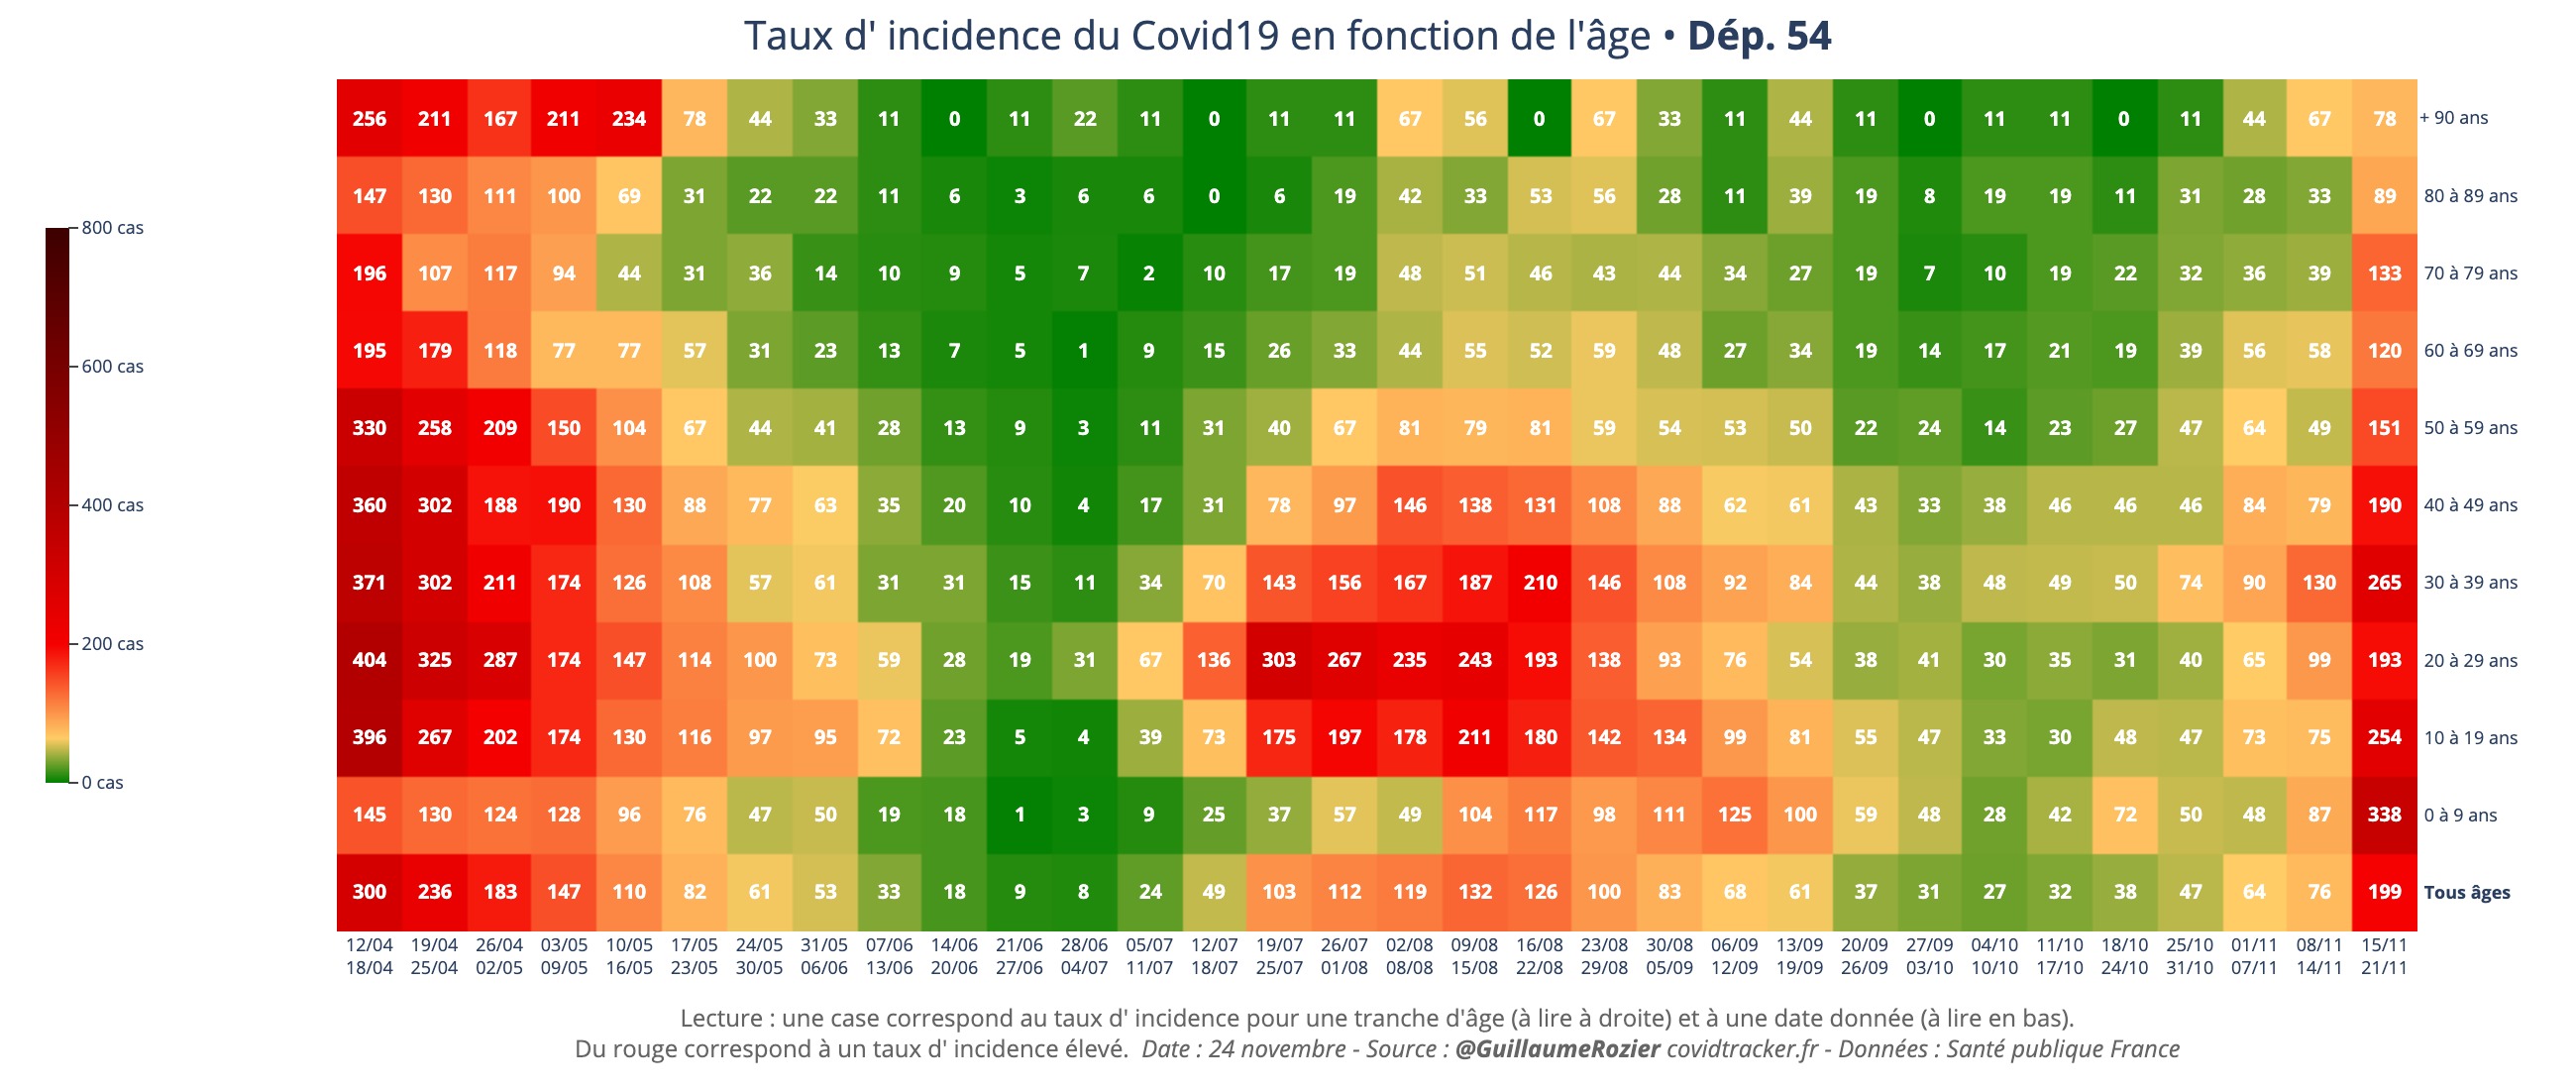 Taux d' incidence du Covid19 en fonction de l'âge • Dép. 54
800 cas
600 cas
400 cas
200 cas
0 cas
256 211 167 211 234 78 44 33 11 0 11 22 11 0 11 11 67 56 0 67 33 11 44 11 0 11 11 0 11 44 67 78 + 90 ans
147 130 111 100 69 31 22 22 11 6 3 6 6 0 6 19 42 33 53 56 28 11 39 19 8 19 19 11 31 28 33 89 80 à 89 ans
196 107 117 94 44 31 36 14 10 9 5 7 2 10 17 19 48 51 46 43 44 34 27 19 7 10 19 22 32 36 39 133 70 à 79 ans
195 179 118 77 77 57 31 23 13 7 5 1 9 15 26 33 44 55 52 59 48 27 34 19 14 17 21 19 39 56 58 120 60 à 69 ans
330 258 209 150 104 67 44 41 28 13 9 3 11 31 40 67 81 79 81 59 54 53 50 22 24 14 23 27 47 64 49 151 50 à 59 ans
360 302 188 190 130 88 77 63 35 20 10 4 17 31 78 97 146 138 131 108 88 62 61 43 33 38 46 46 46 84 79 190 40 à 49 ans
371 302 211 174 126 108 57 61 31 31 15 11 34 70 143 156 167 187 210 146 108 92 84 44 38 48 49 50 74 90 130 265 30 à 39 ans
404 325 287 174 147 114 100 73 59 28 19 31 67 136 303 267 235 243 193 138 93 76 54 38 41 30 35 31 40 65 99 193 20 à 29 ans
396 267 202 174 130 116 97 95 72 23 5 4 39 73 175 197 178 211 180 142 134 99 81 55 47 33 30 48 47 73 75 254 10 à 19 ans
145 130 124 128 96 76 47 50 19 18 1 3 9 25 37 57 49 104 117 98 111 125 100 59 48 28 42 72 50 48 87 338 0 à 9 ans
300 236 183 147 110 82 61 53 33 18 9 8 24 49 103 112 119 132 126 100 83 68 61 37 31 27 32 38 47 64 76 199 Tous âges
12/04 19/04 26/04 03/05 10/05 17/05 24/05 31/05 07/06 14/06 21/06 28/06 05/07 12/07 19/07 26/07 02/08 09/08 16/08 23/08 30/08 06/09 13/09 20/09 27/09 04/10 11/10 18/10 25/10 01/11 08/11 15/11
18/04 25/04 02/05 09/05 16/05 23/05 30/05 06/06 13/06 20/06 27/06 04/07 11/07 18/07 25/07 01/08 08/08 15/08 22/08 29/08 05/09 12/09 19/09 26/09 03/10 10/10 17/10 24/10 31/10 07/11 14/11 21/11
Lecture : une case correspond au taux d' incidence pour une tranche d'âge (à lire à droite) et à une date donnée (à lire en bas).
Du rouge correspond à un taux d' incidence élevé. Date : 24 novembre - Source : @GuillaumeRozier covidtracker.fr - Données : Santé publique France